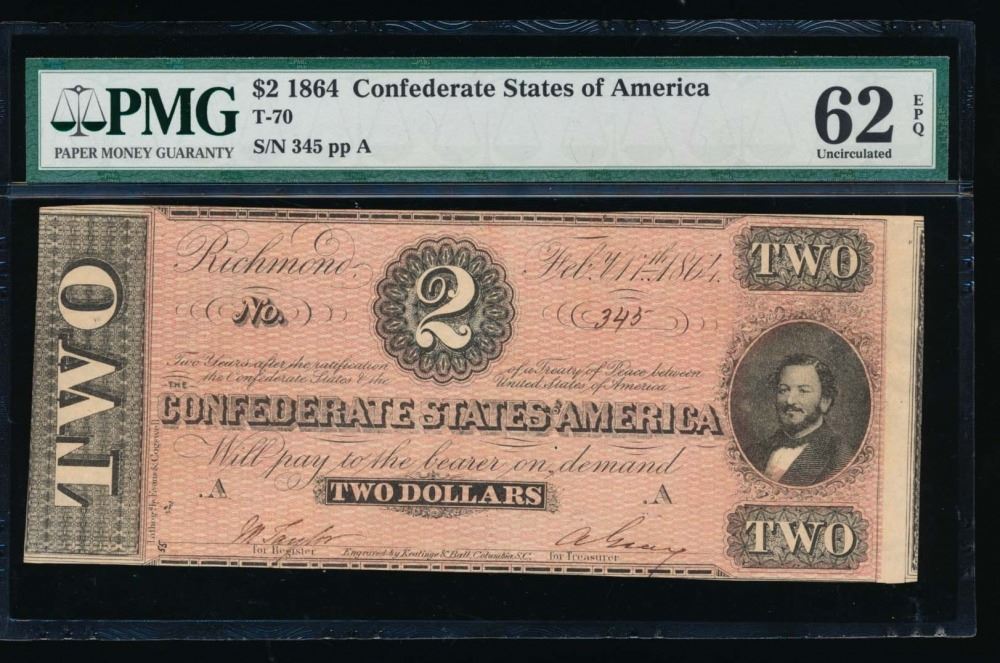 PMG
PAPER MONEY GUARANTY
$2 1864 Confederate States of America
T-70
S/N 345 pp A
62
EPQ
Uncirculated
TWO
Richmond
Feby. 17th 1864.
TWO
No.
2
345
Two Years after the ratification
of a Treaty of Peace between
the Confederate States & the
United States of America
THE
CONFEDERATE STATES AMERICA
Will pay to the bearer on demand
.A
TWO DOLLARS
.A
for Register
Engraved by Keatinge & Ball, Columbia, S.C.
for Treasurer
TWO